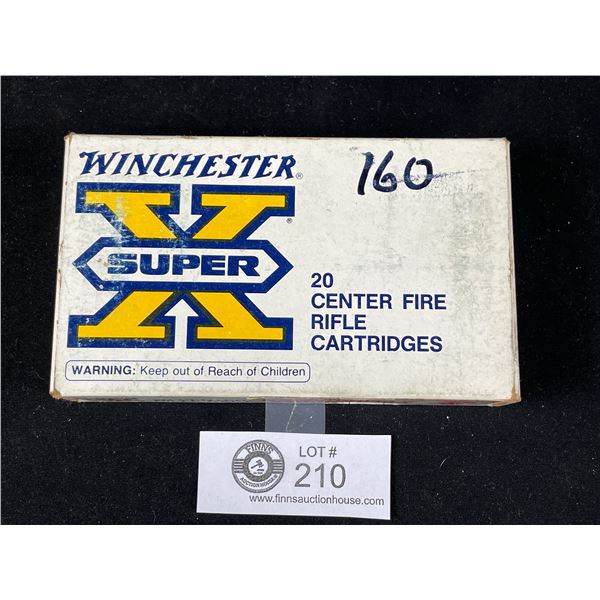 WINCHESTER®
160
X®
SUPER
20
CENTER FIRE
RIFLE
CARTRIDGES
WARNING: Keep out of Reach of Children
FINNS
AUCTION HOUSE
LOT #
210
www.finnsauctionhouse.com